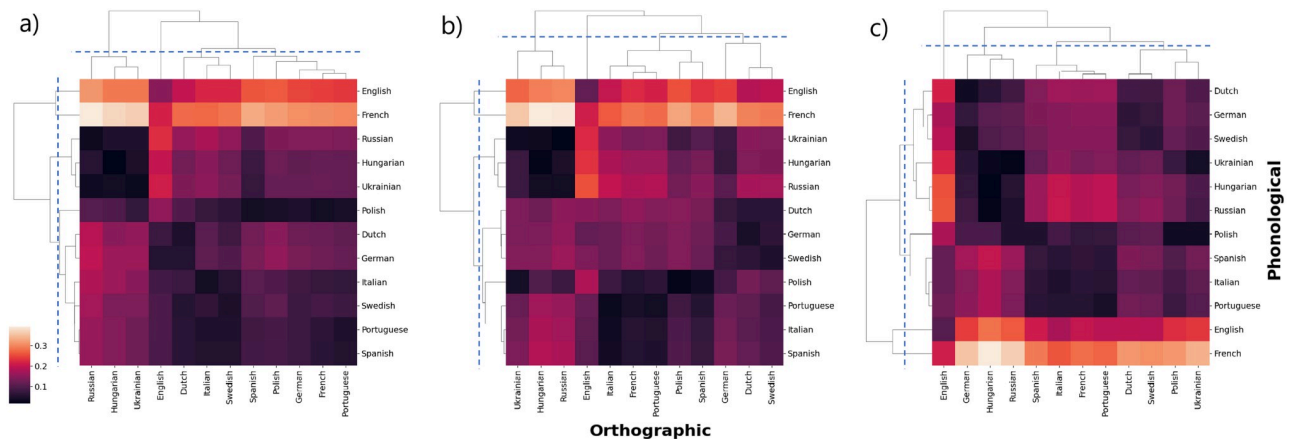 a)
English
French
Russian
Hungarian
Ukrainian
Polish
Dutch
German
Italian
Swedish
Portuguese
Spanish
0.3
0.2
0.1
Russian
Hungarian
Ukrainian
English
Dutch
Italian
Swedish
Spanish
Polish
German
French
Portuguese
b)
English
French
Ukrainian
Hungarian
Russian
Dutch
German
Swedish
Polish
Portuguese
Italian
Spanish
Ukrainian
Hungarian
Russian
English
Italian
French
Portuguese
Polish
Spanish
German
Dutch
Swedish
Orthographic
c)
Dutch
German
Swedish
Ukrainian
Hungarian
Russian
Polish
Spanish
Italian
Portuguese
English
French
English
German
Hungarian
Russian
Spanish
Italian
French
Portuguese
Dutch
Swedish
Polish
Ukrainian
Phonological